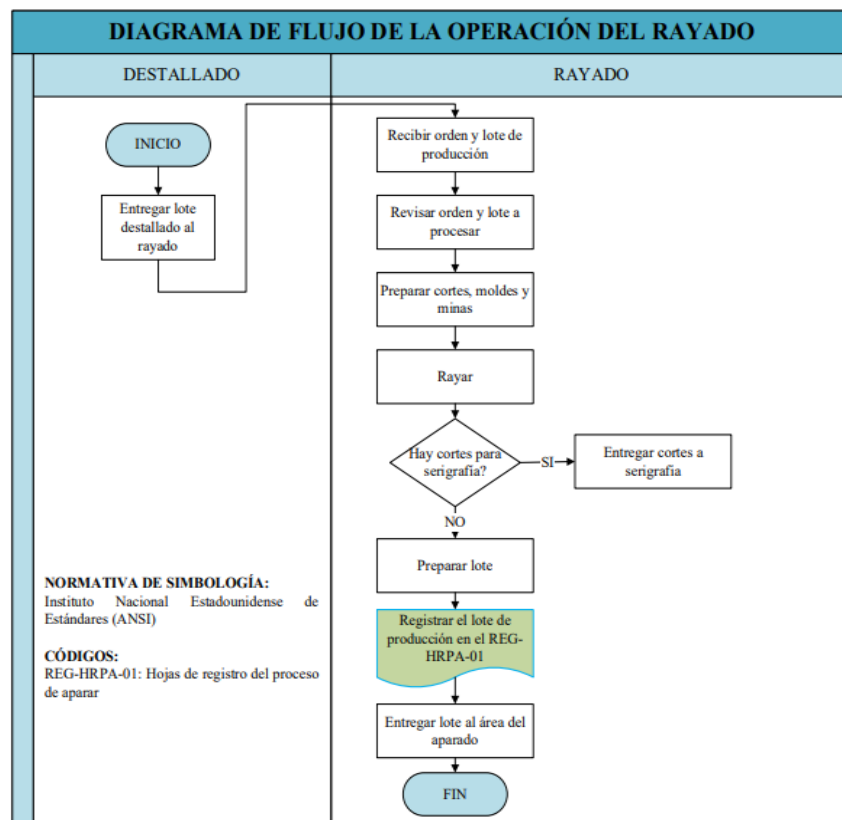 DIAGRAMA DE FLUJO DE LA OPERACIÓN DEL RAYADO
DESTALLADO
RAYADO
INICIO
Entregar lote
destallado al
rayado
Recibir orden y lote de
producción
Revisar orden y lote a
procesar
Preparar cortes, moldes y
minas
Rayar
Hay cortes para
serigrafía?
SI
Entregar cortes a
serigrafía
NO
Preparar lote
Registrar el lote de
producción en el REG-
HRPA-01
Entregar lote al área del
aparado
FIN
NORMATIVA DE SIMBOLOGÍA:
Instituto Nacional Estadounidense de
Estándares (ANSI)
CÓDIGOS:
REG-HRPA-01: Hojas de registro del proceso
de aparar